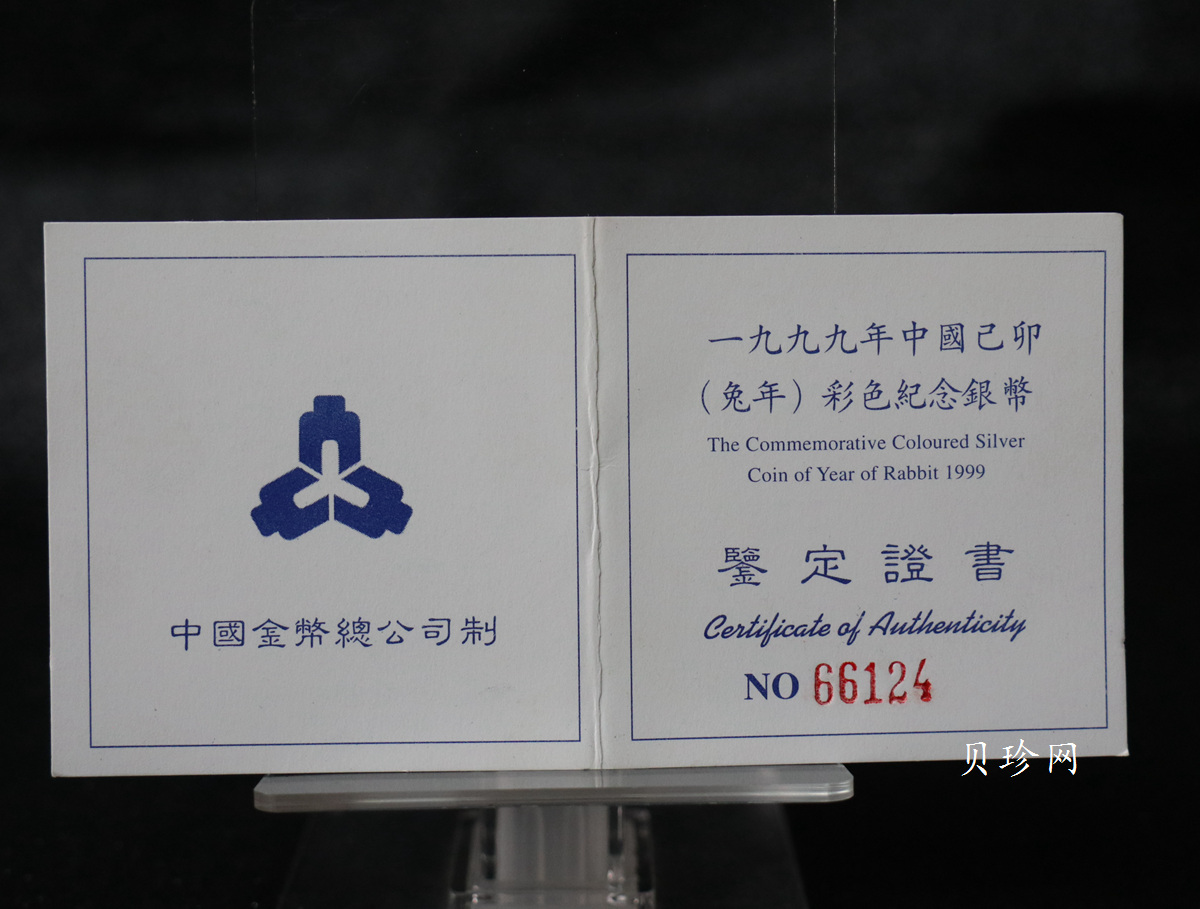 中國金幣總公司制
一九九九年中國己卯
（兔年）彩色紀念銀幣
The Commemorative Coloured Silver
Coin of Year of Rabbit 1999
鑒定證書
Certificate of Authenticity
NO 66124
贝珍网